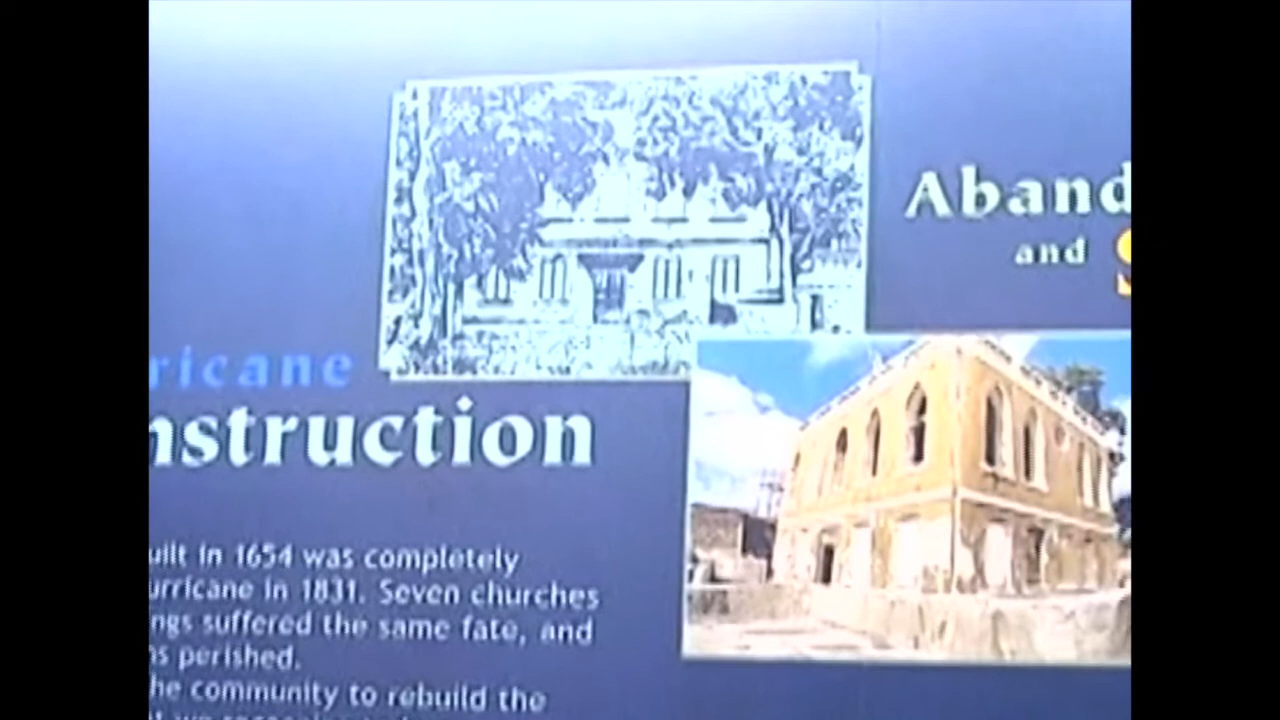 ricane
nstruction
uilt in 1654 was completely
urricane in 1831. Seven churches
ngs suffered the same fate, and
s perished.
he community to rebuild the
Aband
and S